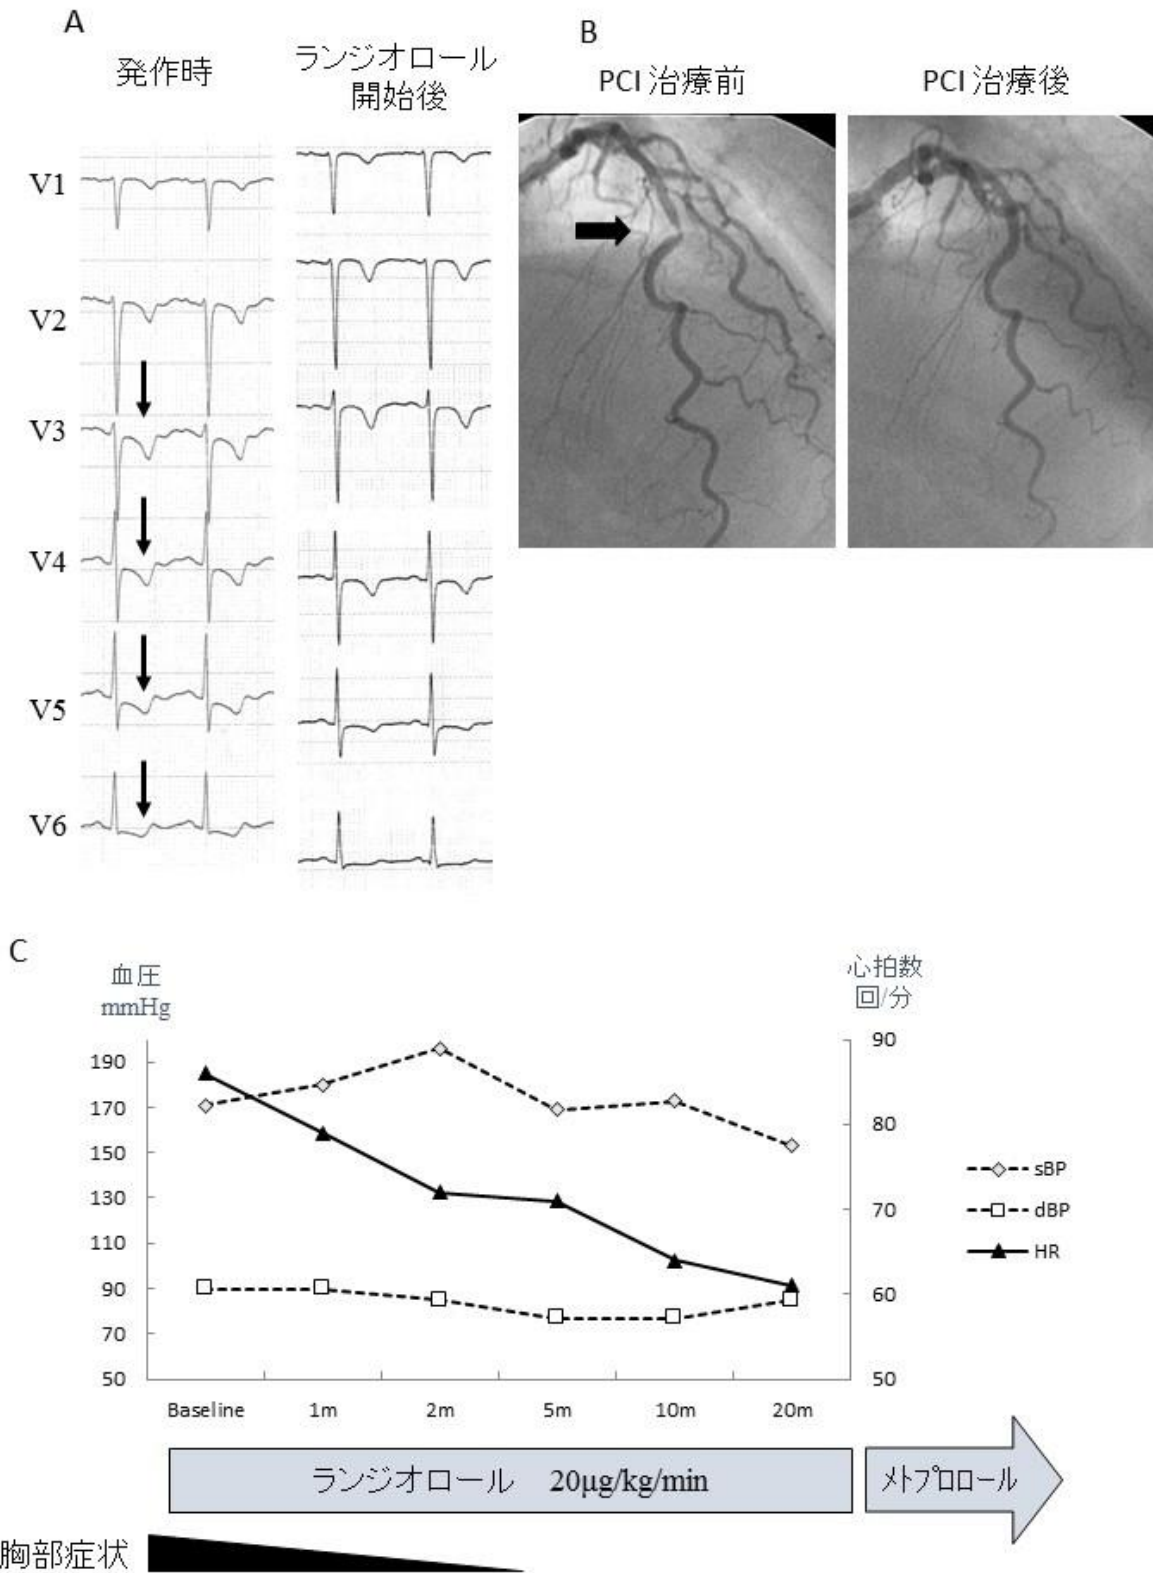 A
発作時
ランジオロール
開始後
V1
V2
V3
V4
V5
V6
B
PCI 治療前
PCI 治療後
C
血圧
mmHg
心拍数
回/分
190
170
150
130
110
90
70
50
90
80
70
60
50
Baseline 1m 2m 5m 10m 20m
sBP
dBP
HR
ランジオロール 20μg/kg/min
メトプロロール
胸部症状